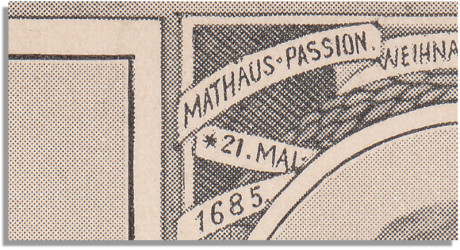 MATHAUS-PASSION.
WEIHNA
*21. MAI-
1685.